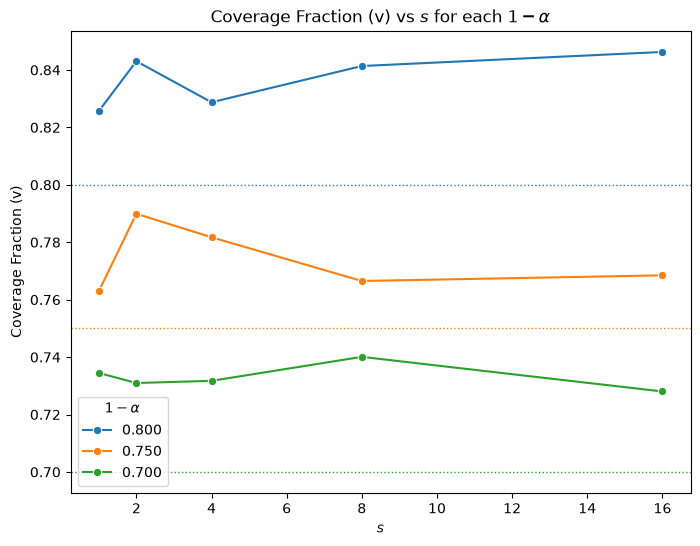 Coverage Fraction (v) vs s for each 1 − α
Coverage Fraction (v)
0.84
0.82
0.80
0.78
0.76
0.74
0.72
0.70
1 − α
0.800
0.750
0.700
2 4 6 8 10 12 14 16
s